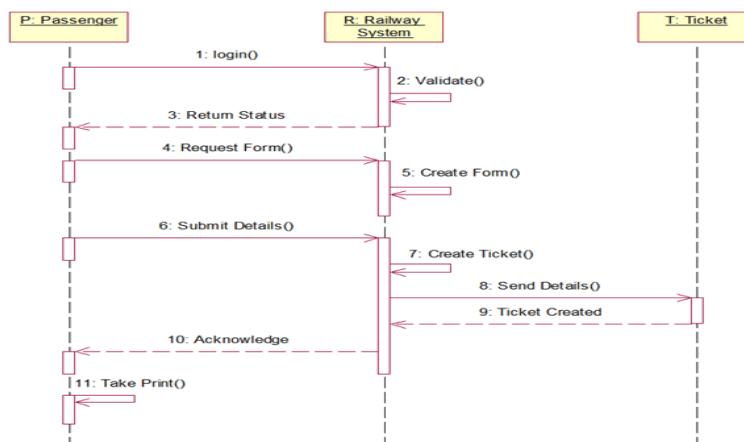 P: Passenger
R: Railway
System
T: Ticket
1: login()
2: Validate()
3: Return Status
4: Request Form()
5: Create Form()
6: Submit Details()
7: Create Ticket()
8: Send Details()
9: Ticket Created
10: Acknowledge
11: Take Print()